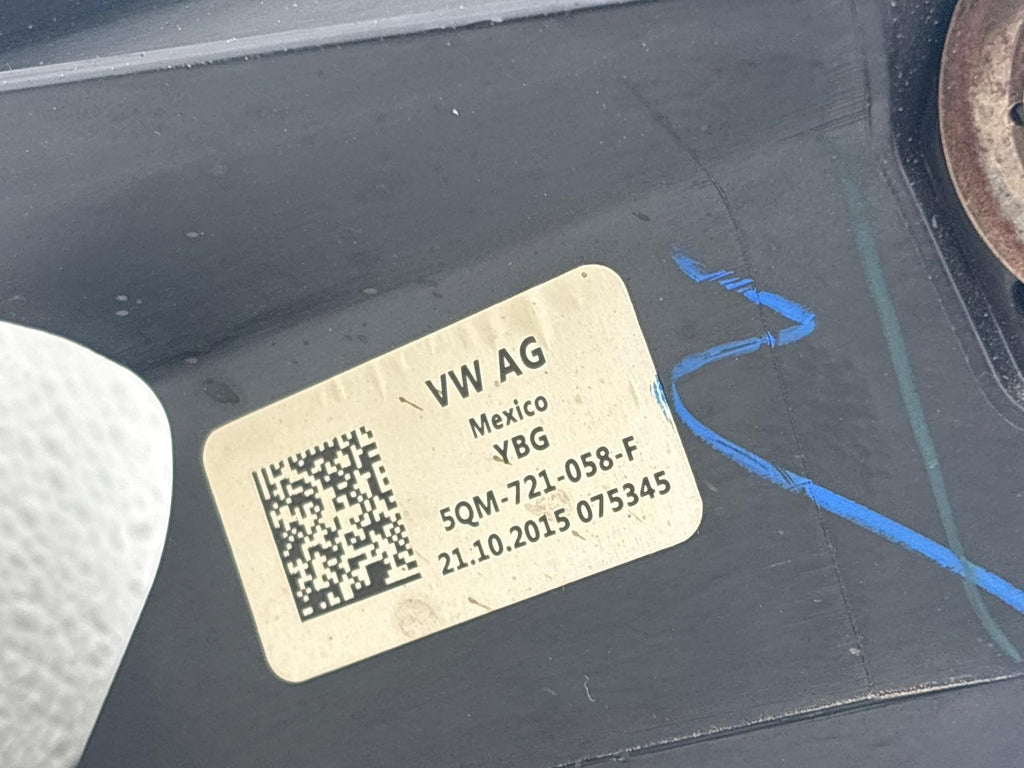 VW AG
Mexico
YBG
5QM-721-058-F
21.10.2015 075345